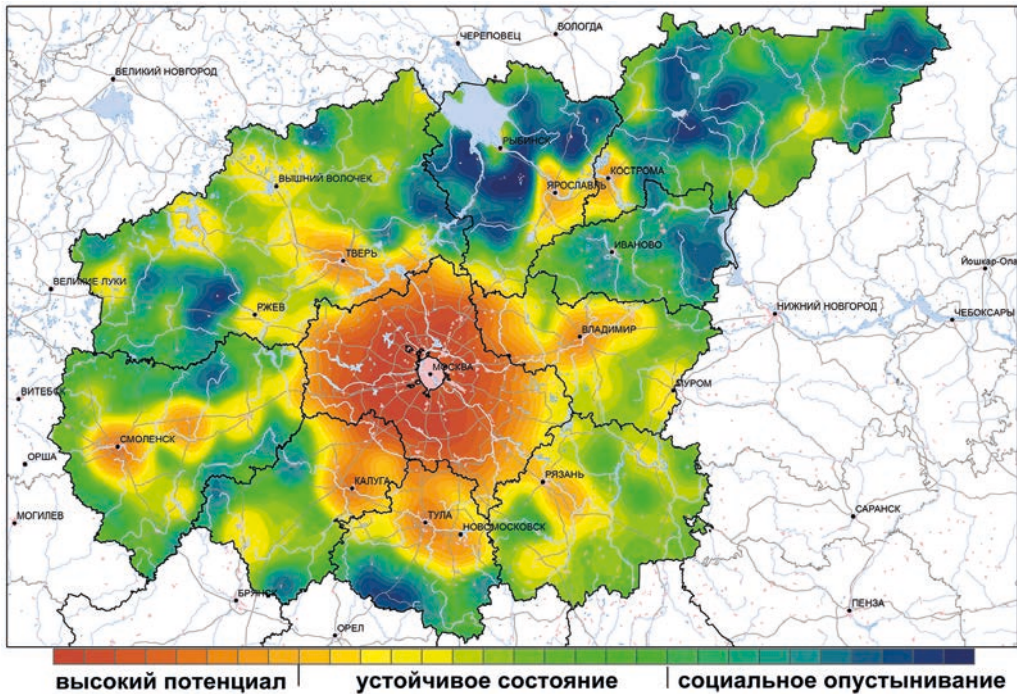 ЧЕРЕПОВЕЦ
ВОЛОГДА
ВЕЛИКИЙ НОВГОРОД
РЫБИНСК
КОСТРОМА
ВЫШНИЙ ВОЛОЧЕК
ЯРОСЛАВЛЬ
ИВАНОВО
ТВЕРЬ
Йошкар-Ола
ВЕЛИКИЕ ЛУКИ
РЖЕВ
НИЖНИЙ НОВГОРОД
ЧЕБОКСАРЫ
ВЛАДИМИР
МОСКВА
МУРОМ
ВИТЕБСК
СМОЛЕНСК
ОРША
КАЛУГА
РЯЗАНЬ
МОГИЛЕВ
ТУЛА
НОВОМОСКОВСК
САРАНСК
БРЯНСК
ПЕНЗА
ОРЕЛ
высокий потенциал | устойчивое состояние | социальное опустынивание